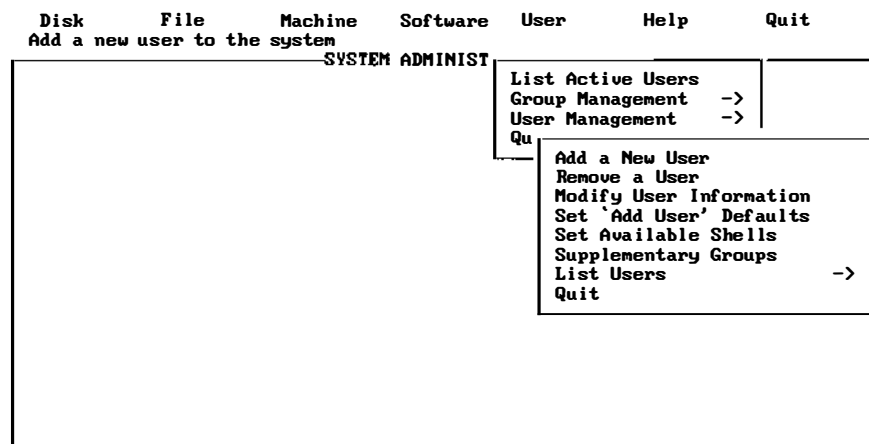 Disk File Machine Software User Help Quit
Add a new user to the system
SYSTEM ADMINIST
List Active Users
Group Management ->
User Management ->
Qu
Add a New User
Remove a User
Modify User Information
Set `Add User' Defaults
Set Available Shells
Supplementary Groups
List Users ->
Quit